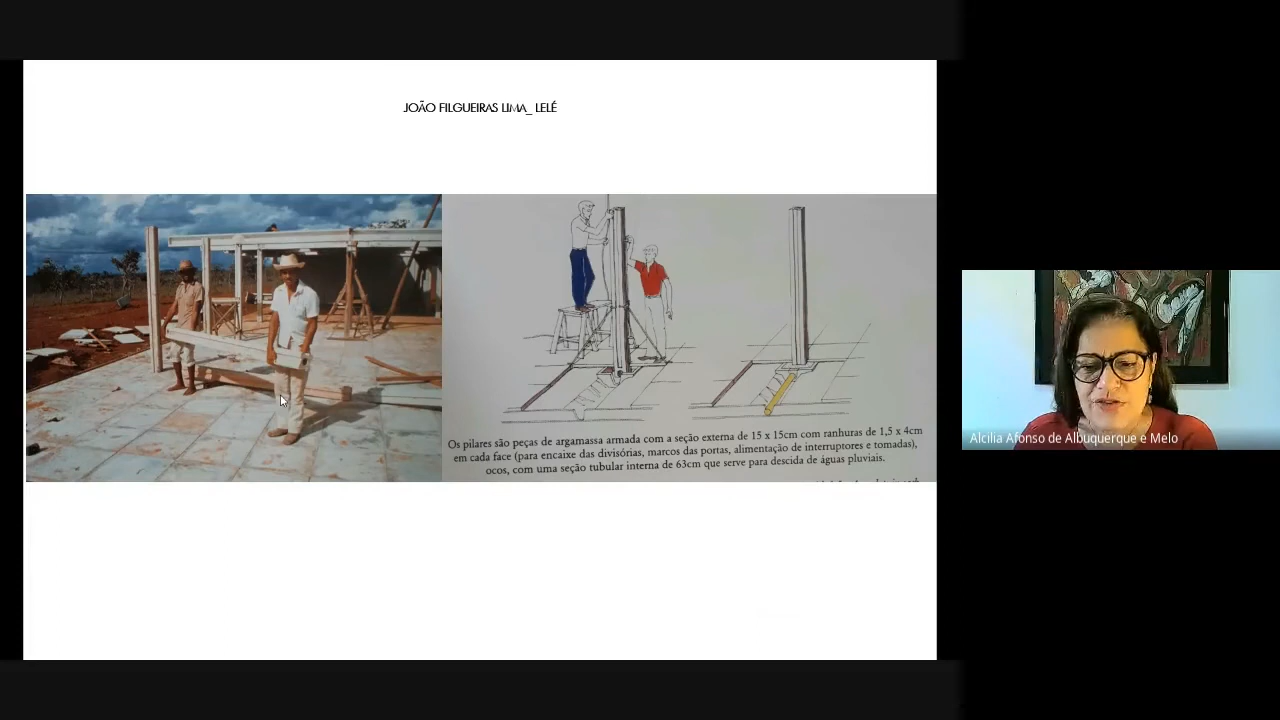 JOÃO FILGUEIRAS LIMA_ LELÉ
Os pilares são peças de argamassa armada com a seção externa de 15 x 15cm com ranhuras de 1,5 x 4cm
em cada face (para encaixe das divisórias, marcos das portas, alimentação de interruptores e tomadas),
ocos, com uma seção tubular interna de 63cm que serve para descida de águas pluviais.
Alcilia Afonso de Albuquerque e Melo